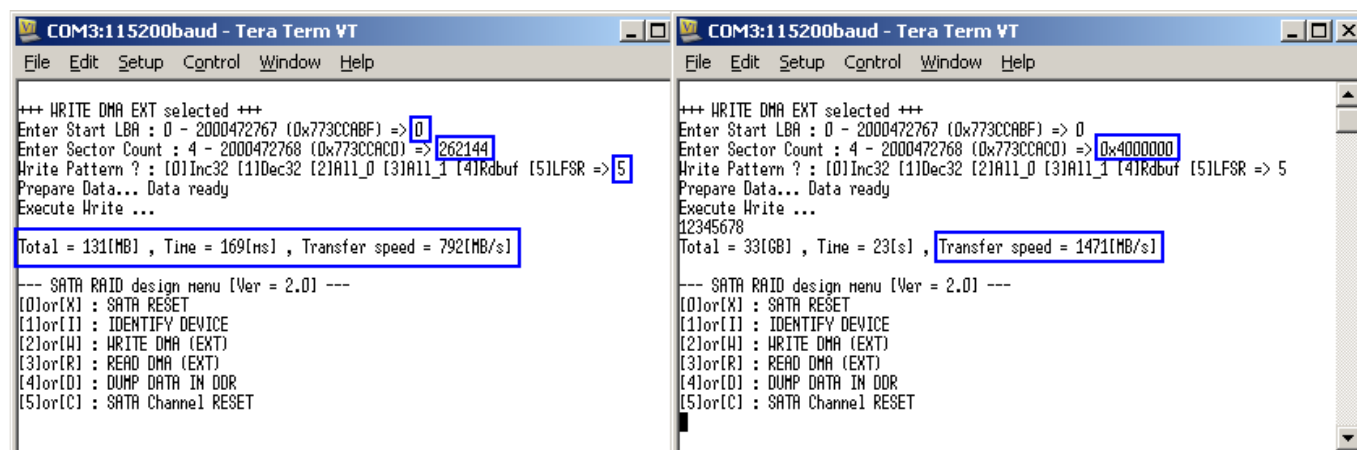 COM3:115200baud - Tera Term VT
File Edit Setup Control Window Help
+++ WRITE DMA EXT selected +++
Enter Start LBA : 0 - 2000472767 (0x773CCABF) => 0
Enter Sector Count : 4 - 2000472768 (0x773CCAC0) => 262144
Write Pattern ? : [0]Inc32 [1]Dec32 [2]All_0 [3]All_1 [4]Rdbuf [5]LFSR => 5
Prepare Data... Data ready
Execute Write ...
Total = 131[MB] , Time = 169[ms] , Transfer speed = 792[MB/s]
--- SATA RAID design menu [Ver = 2.0] ---
[0]or[X] : SATA RESET
[1]or[I] : IDENTIFY DEVICE
[2]or[W] : WRITE DMA (EXT)
[3]or[R] : READ DMA (EXT)
[4]or[D] : DUMP DATA IN DDR
[5]or[C] : SATA Channel RESET
COM3:115200baud - Tera Term VT
File Edit Setup Control Window Help
+++ WRITE DMA EXT selected +++
Enter Start LBA : 0 - 2000472767 (0x773CCABF) => 0
Enter Sector Count : 4 - 2000472768 (0x773CCAC0) => 0x4000000
Write Pattern ? : [0]Inc32 [1]Dec32 [2]All_0 [3]All_1 [4]Rdbuf [5]LFSR => 5
Prepare Data... Data ready
Execute Write ...
12345678
Total = 33[GB] , Time = 23[s] , Transfer speed = 1471[MB/s]
--- SATA RAID design menu [Ver = 2.0] ---
[0]or[X] : SATA RESET
[1]or[I] : IDENTIFY DEVICE
[2]or[W] : WRITE DMA (EXT)
[3]or[R] : READ DMA (EXT)
[4]or[D] : DUMP DATA IN DDR
[5]or[C] : SATA Channel RESET